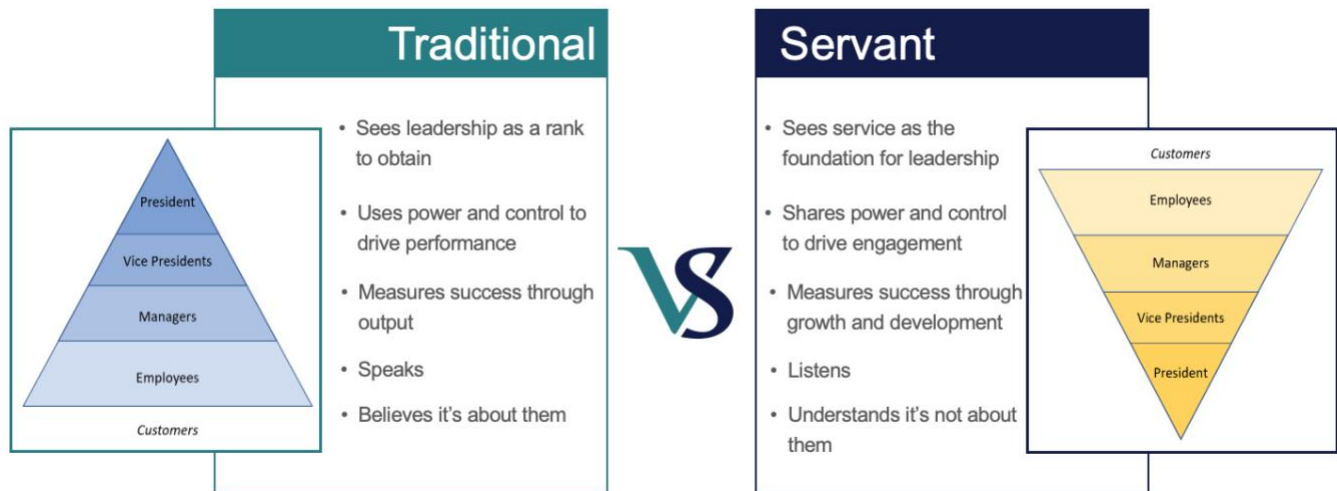 Traditional
President
Vice Presidents
Managers
Employees
Customers
• Sees leadership as a rank
to obtain
• Uses power and control to
drive performance
• Measures success through
output
• Speaks
• Believes it's about them
VS
Servant
• Sees service as the
foundation for leadership
• Shares power and control
to drive engagement
• Measures success through
growth and development
• Listens
• Understands it's not about
them
Customers
Employees
Managers
Vice Presidents
President